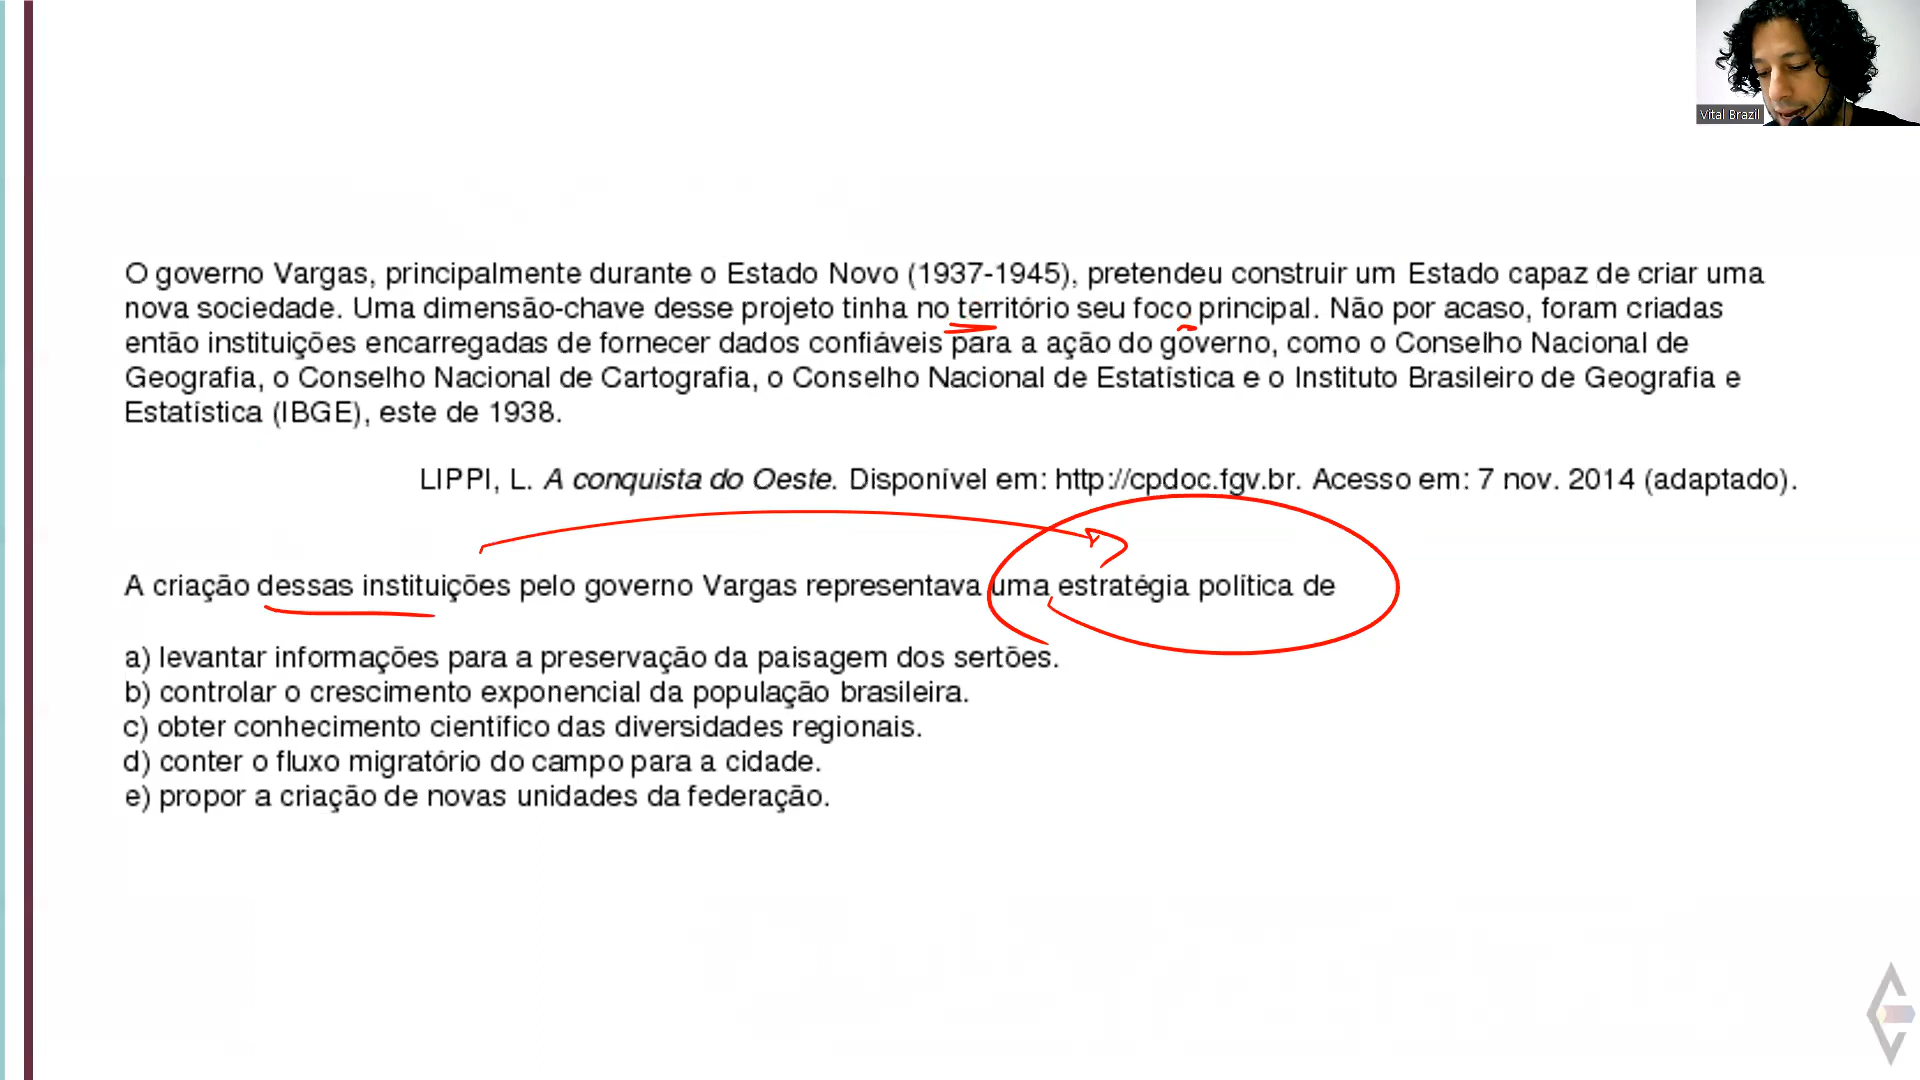 Vital Brazil
O governo Vargas, principalmente durante o Estado Novo (1937-1945), pretendeu construir um Estado capaz de criar uma
nova sociedade. Uma dimensão-chave desse projeto tinha no território seu foco principal. Não por acaso, foram criadas
então instituições encarregadas de fornecer dados confiáveis para a ação do governo, como o Conselho Nacional de
Geografia, o Conselho Nacional de Cartografia, o Conselho Nacional de Estatística e o Instituto Brasileiro de Geografia e
Estatística (IBGE), este de 1938.
LIPPI, L. A conquista do Oeste. Disponível em: http://cpdoc.fgv.br. Acesso em: 7 nov. 2014 (adaptado).
A criação dessas instituições pelo governo Vargas representava uma estratégia política de
a) levantar informações para a preservação da paisagem dos sertões.
b) controlar o crescimento exponencial da população brasileira.
c) obter conhecimento científico das diversidades regionais.
d) conter o fluxo migratório do campo para a cidade.
e) propor a criação de novas unidades da federação.